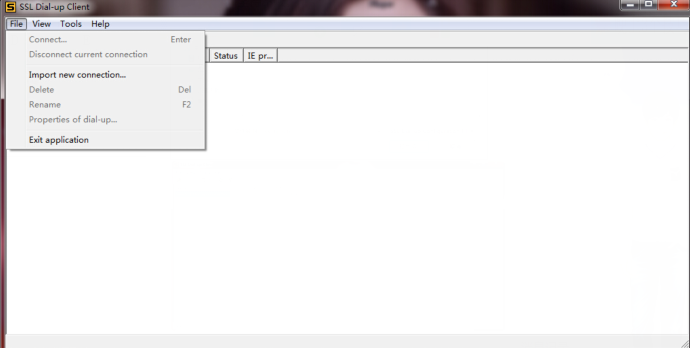 SSL Dial-up Client
File View Tools Help
Connect... Enter
Disconnect current connection
Status IE pr...
Import new connection...
Delete Del
Rename F2
Properties of dial-up...
Exit application